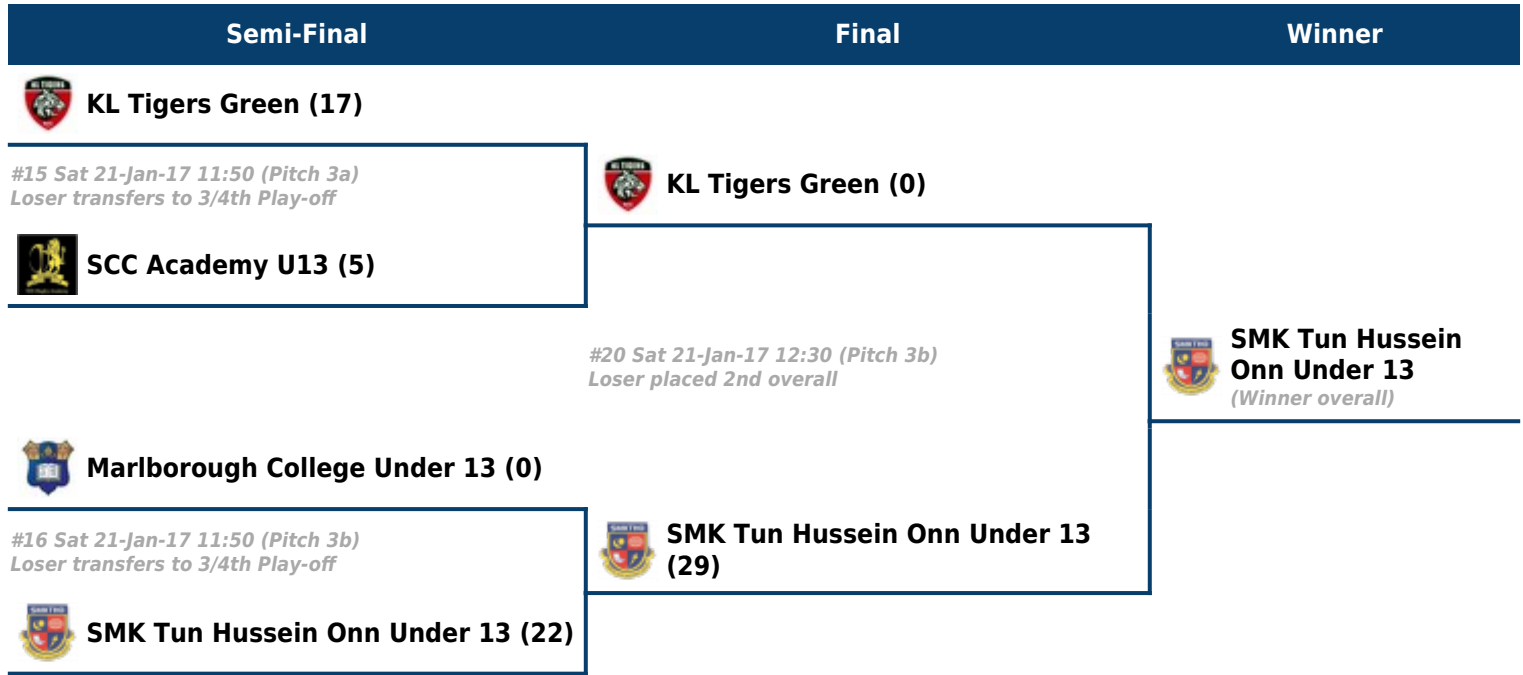 Semi-Final
Final
Winner
KL Tigers Green (17)
#15 Sat 21-Jan-17 11:50 (Pitch 3a)
Loser transfers to 3/4th Play-off
SCC Academy U13 (5)
KL Tigers Green (0)
#20 Sat 21-Jan-17 12:30 (Pitch 3b)
Loser placed 2nd overall
SMK Tun Hussein
Onn Under 13
(Winner overall)
Marlborough College Under 13 (0)
#16 Sat 21-Jan-17 11:50 (Pitch 3b)
Loser transfers to 3/4th Play-off
SMK Tun Hussein Onn Under 13 (22)
SMK Tun Hussein Onn Under 13
(29)